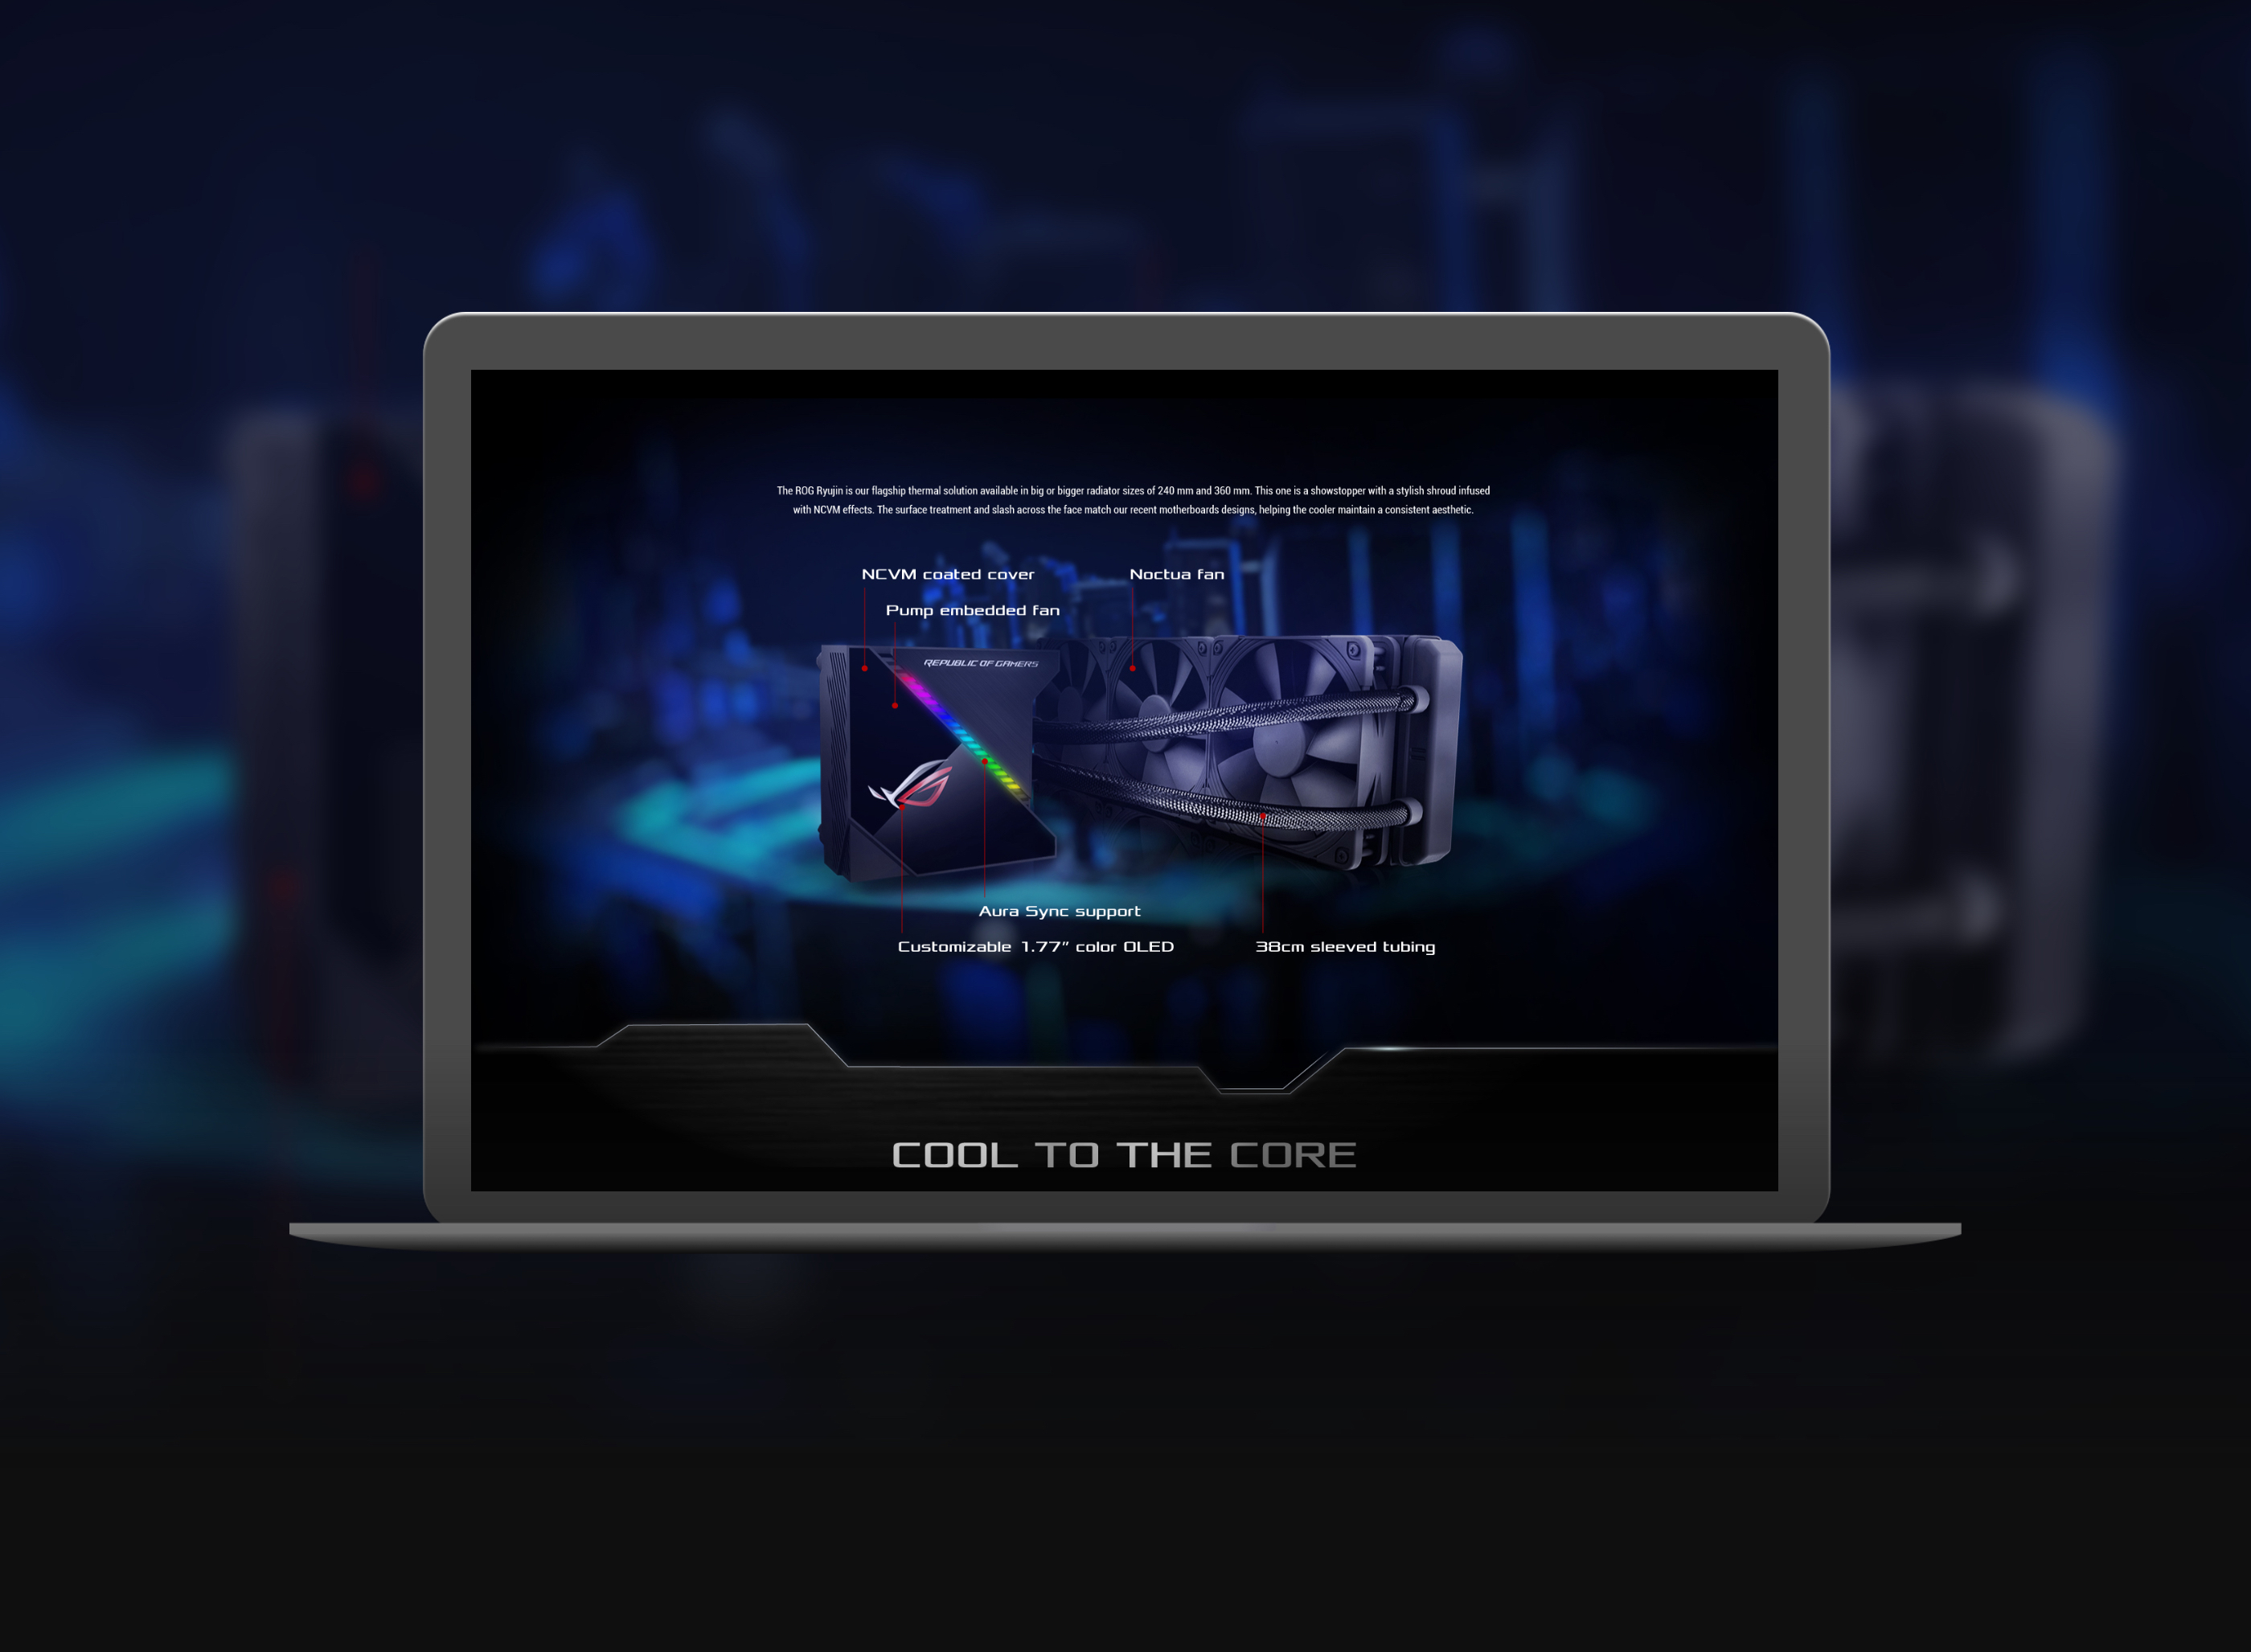 The ROG Ryujin is our flagship thermal solution available in big or bigger radiator sizes of 240 mm and 360 mm. This one is a showstopper with a stylish shroud infused
with NCVM effects. The surface treatment and slash across the face match our recent motherboards designs, helping the cooler maintain a consistent aesthetic.
NCVM coated cover
Noctua fan
Pump embedded fan
REPUBLIC OF GAMERS
Aura Sync support
Customizable 1.77” color OLED
38cm sleeved tubing
COOL TO THE CORE